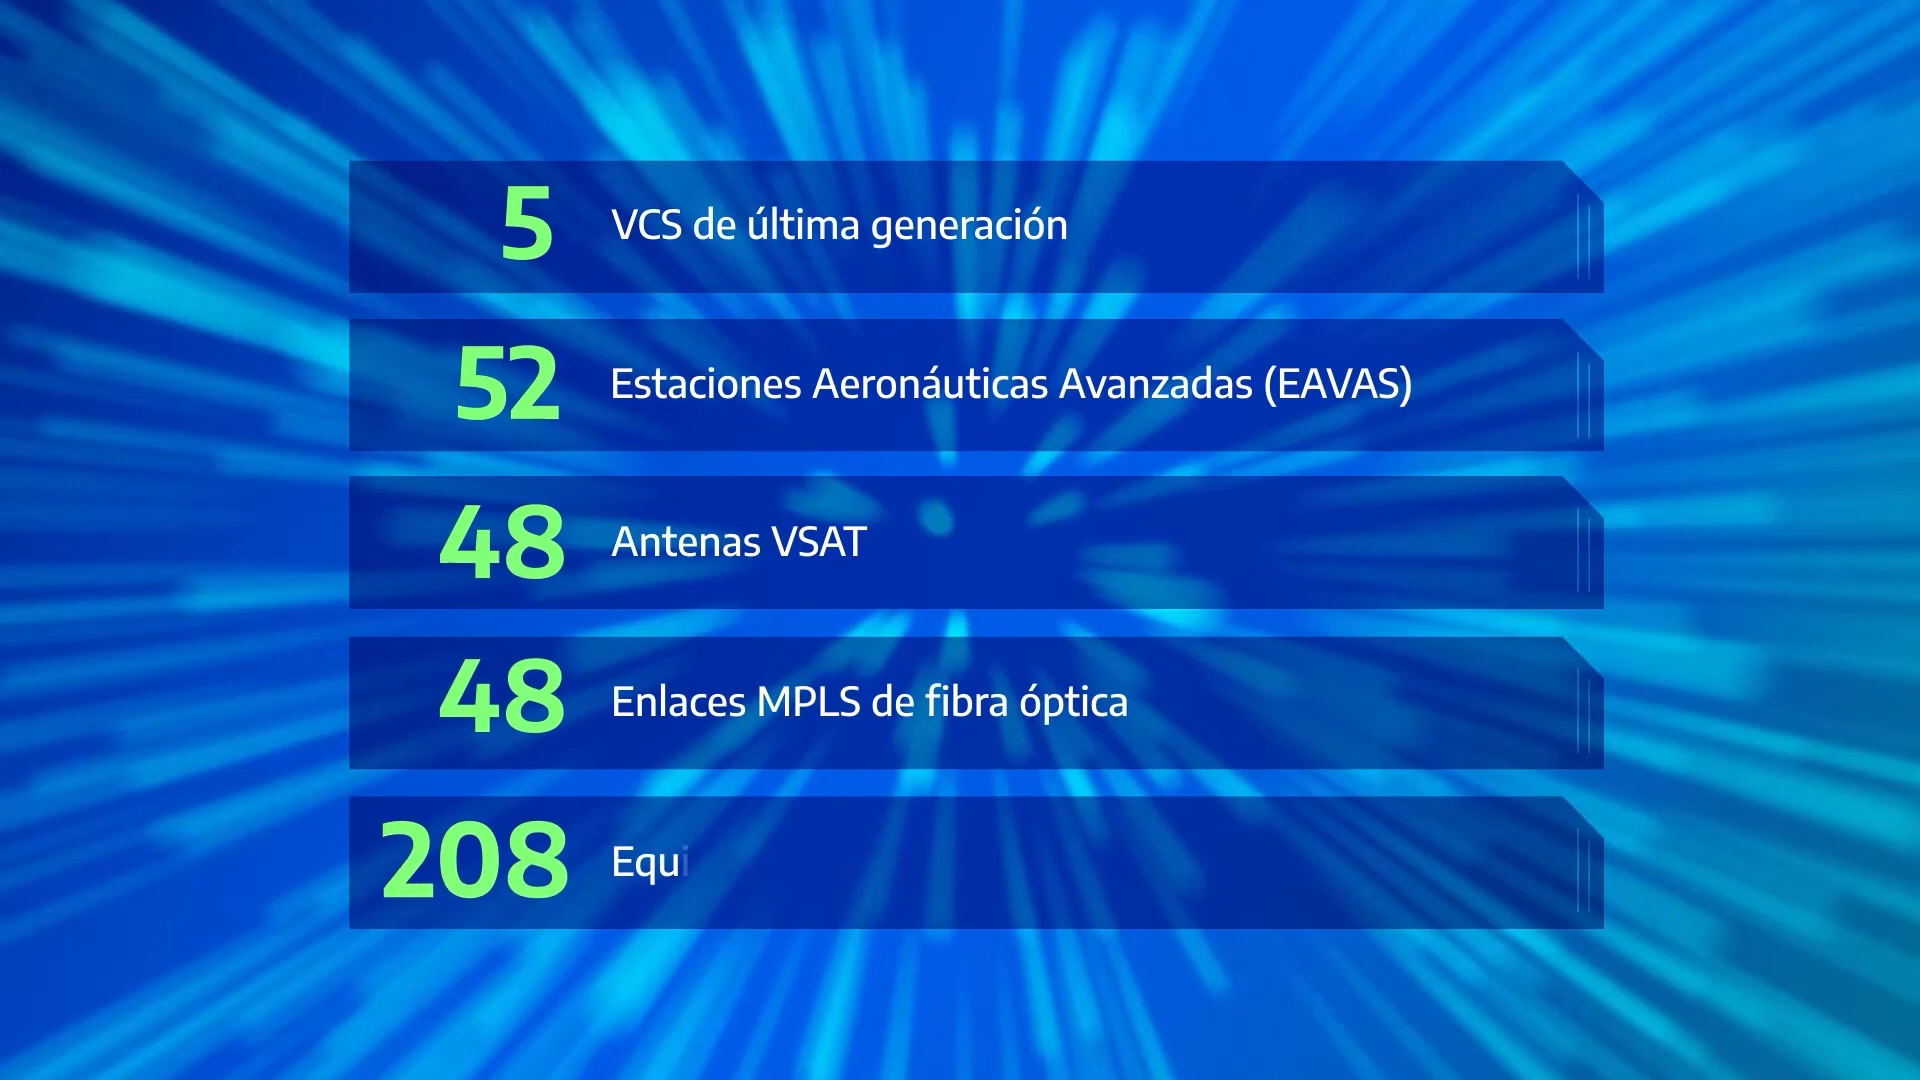 5 VCS de última generación
52 Estaciones Aeronáuticas Avanzadas (EAVAS)
48 Antenas VSAT
48 Enlaces MPLS de fibra óptica
208 Equi